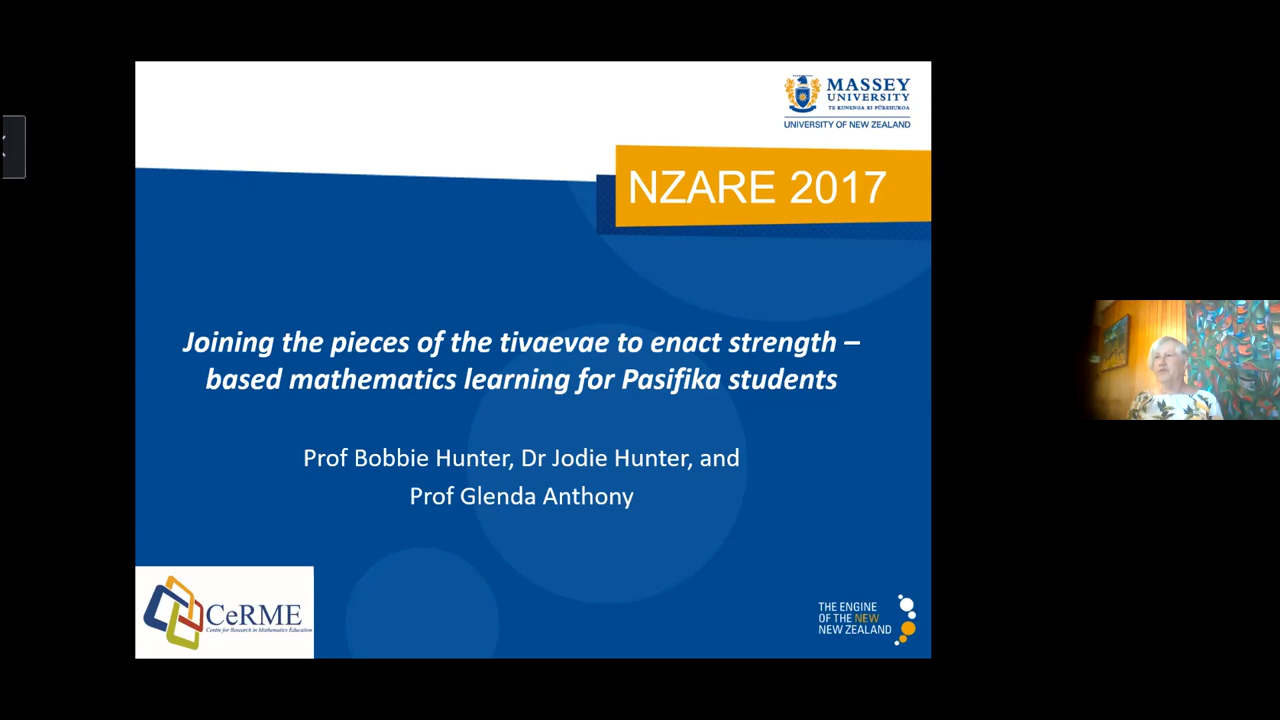 MASSEY
UNIVERSITY
TE KUNENGA KI PŪREHUROA
UNIVERSITY OF NEW ZEALAND
NZARE 2017
Joining the pieces of the tivaevae to enact strength –
based mathematics learning for Pasifika students
Prof Bobbie Hunter, Dr Jodie Hunter, and
Prof Glenda Anthony
CeRME
Centre for Research in Mathematics Education
THE ENGINE
OF THE NEW
NEW ZEALAND